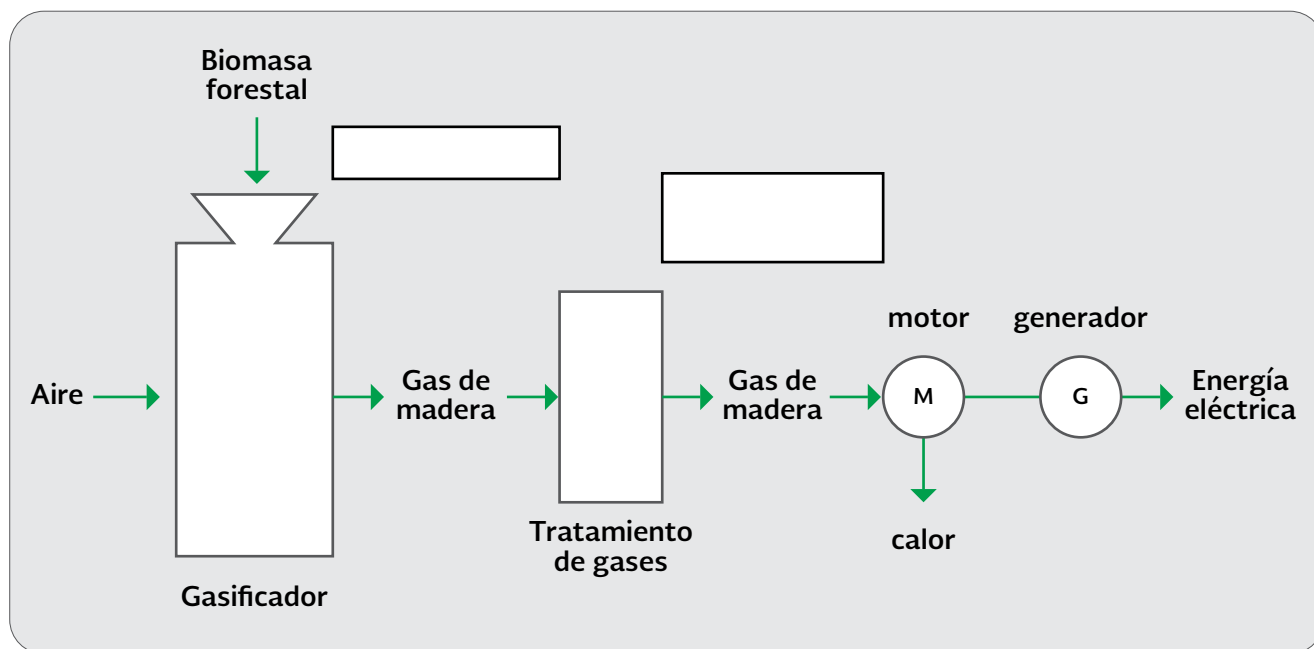 Biomasa
forestal
motor
generador
Aire
Gas de
madera
Gas de
madera
M
G
Energía
eléctrica
Tratamiento
de gases
calor
Gasificador